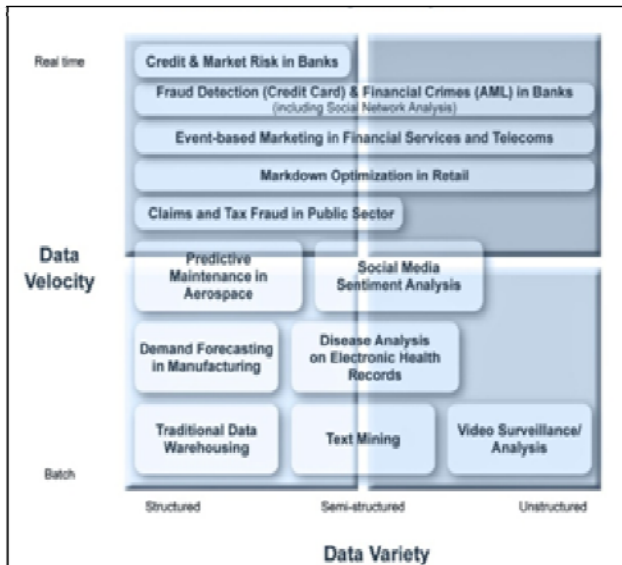 Real time
Credit & Market Risk in Banks
Fraud Detection (Credit Card) & Financial Crimes (AML) in Banks
(including Social Network Analysis)
Event-based Marketing in Financial Services and Telecoms
Markdown Optimization in Retail
Claims and Tax Fraud in Public Sector
Data
Velocity
Predictive
Maintenance in
Aerospace
Social Media
Sentiment Analysis
Demand Forecasting
in Manufacturing
Disease Analysis
on Electronic Health
Records
Traditional Data
Warehousing
Text Mining
Video Surveillance/
Analysis
Batch
Structured
Semi-structured
Unstructured
Data Variety